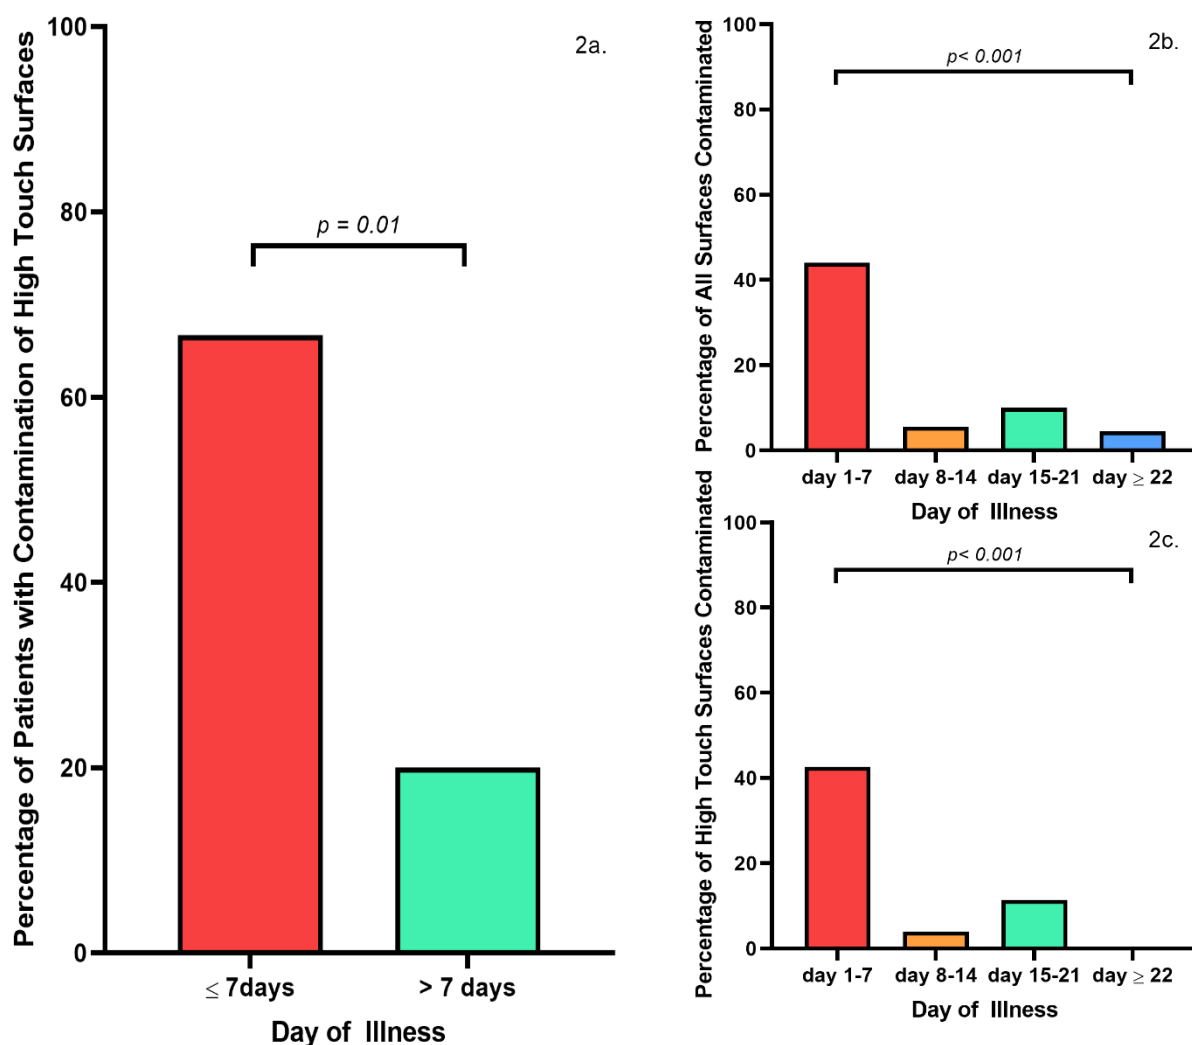 2a.
Percentage of Patients with Contamination of High Touch Surfaces
100
80
60
40
20
0
p = 0.01
≤ 7days
> 7 days
Day of Illness
2b.
Percentage of All Surfaces Contaminated
100
80
60
40
20
0
p< 0.001
day 1-7
day 8-14
day 15-21
day ≥ 22
Day of Illness
2c.
Percentage of High Touch Surfaces Contaminated
100
80
60
40
20
0
p< 0.001
day 1-7
day 8-14
day 15-21
day ≥ 22
Day of Illness